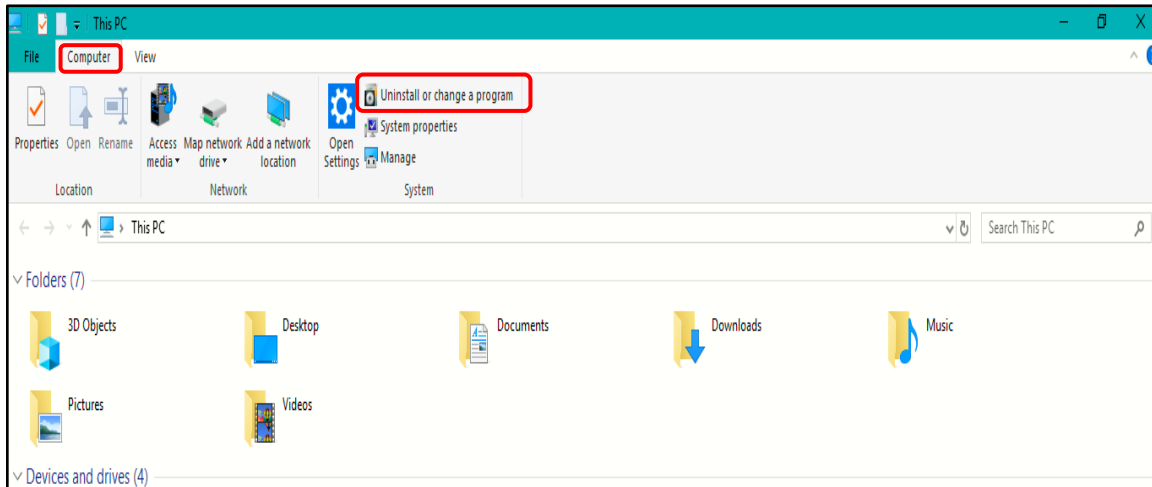 This PC
File Computer View
Uninstall or change a program
System properties
Manage
Properties Open Rename Access media Map network drive Add a network location Open Settings
Location Network System
This PC
Search This PC
Folders (7)
3D Objects Desktop Documents Downloads Music
Pictures Videos
Devices and drives (4)